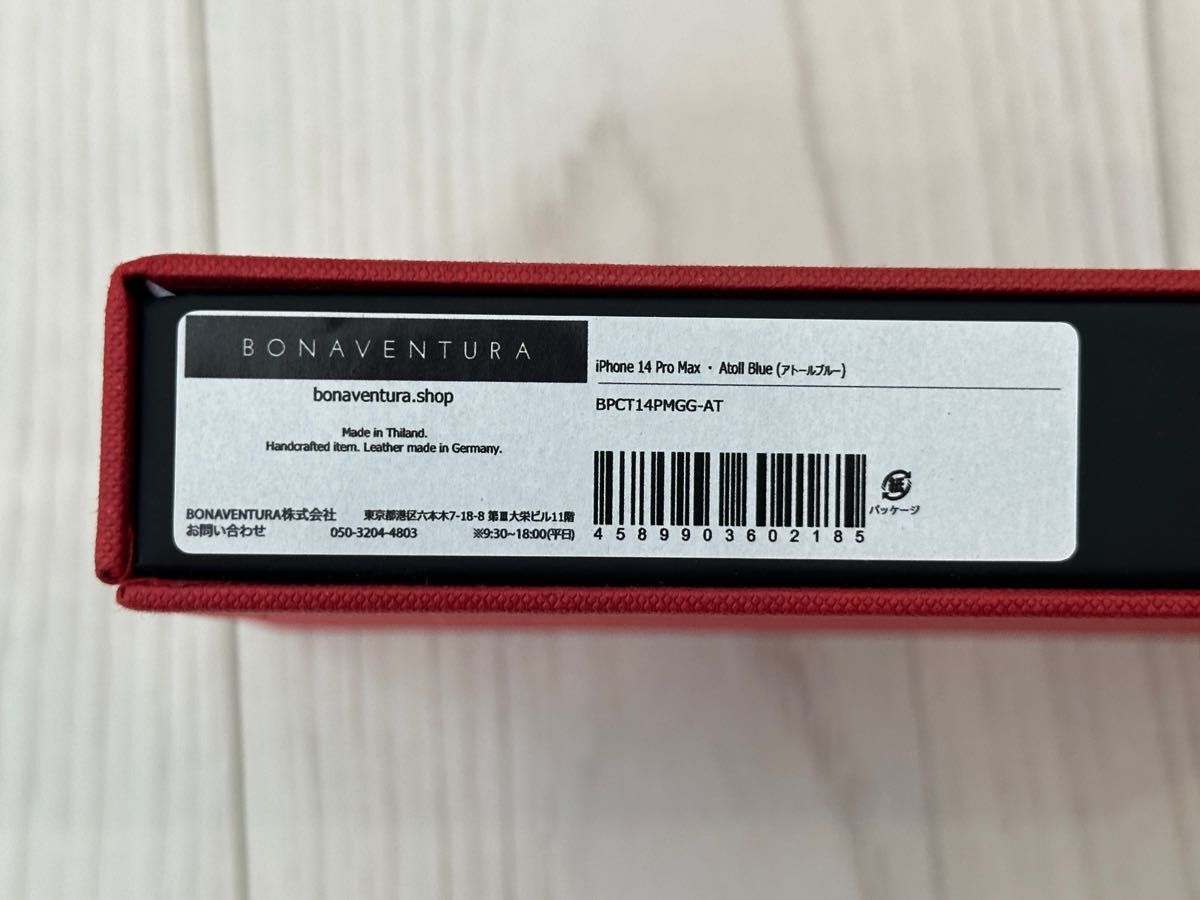 BONAVENTURA
bonaventura.shop
Made in Thiland.
Handcrafted item. Leather made in Germany.
BONAVENTURA株式会社 東京都港区六本木7-18-8 第Ⅲ大栄ビル11階
お問い合わせ 050-3204-4803 ※9:30~18:00(平日)
iPhone 14 Pro Max ・ Atoll Blue (アトールブルー)
BPCT14PMGG-AT
4589903602185
紙
パッケージ